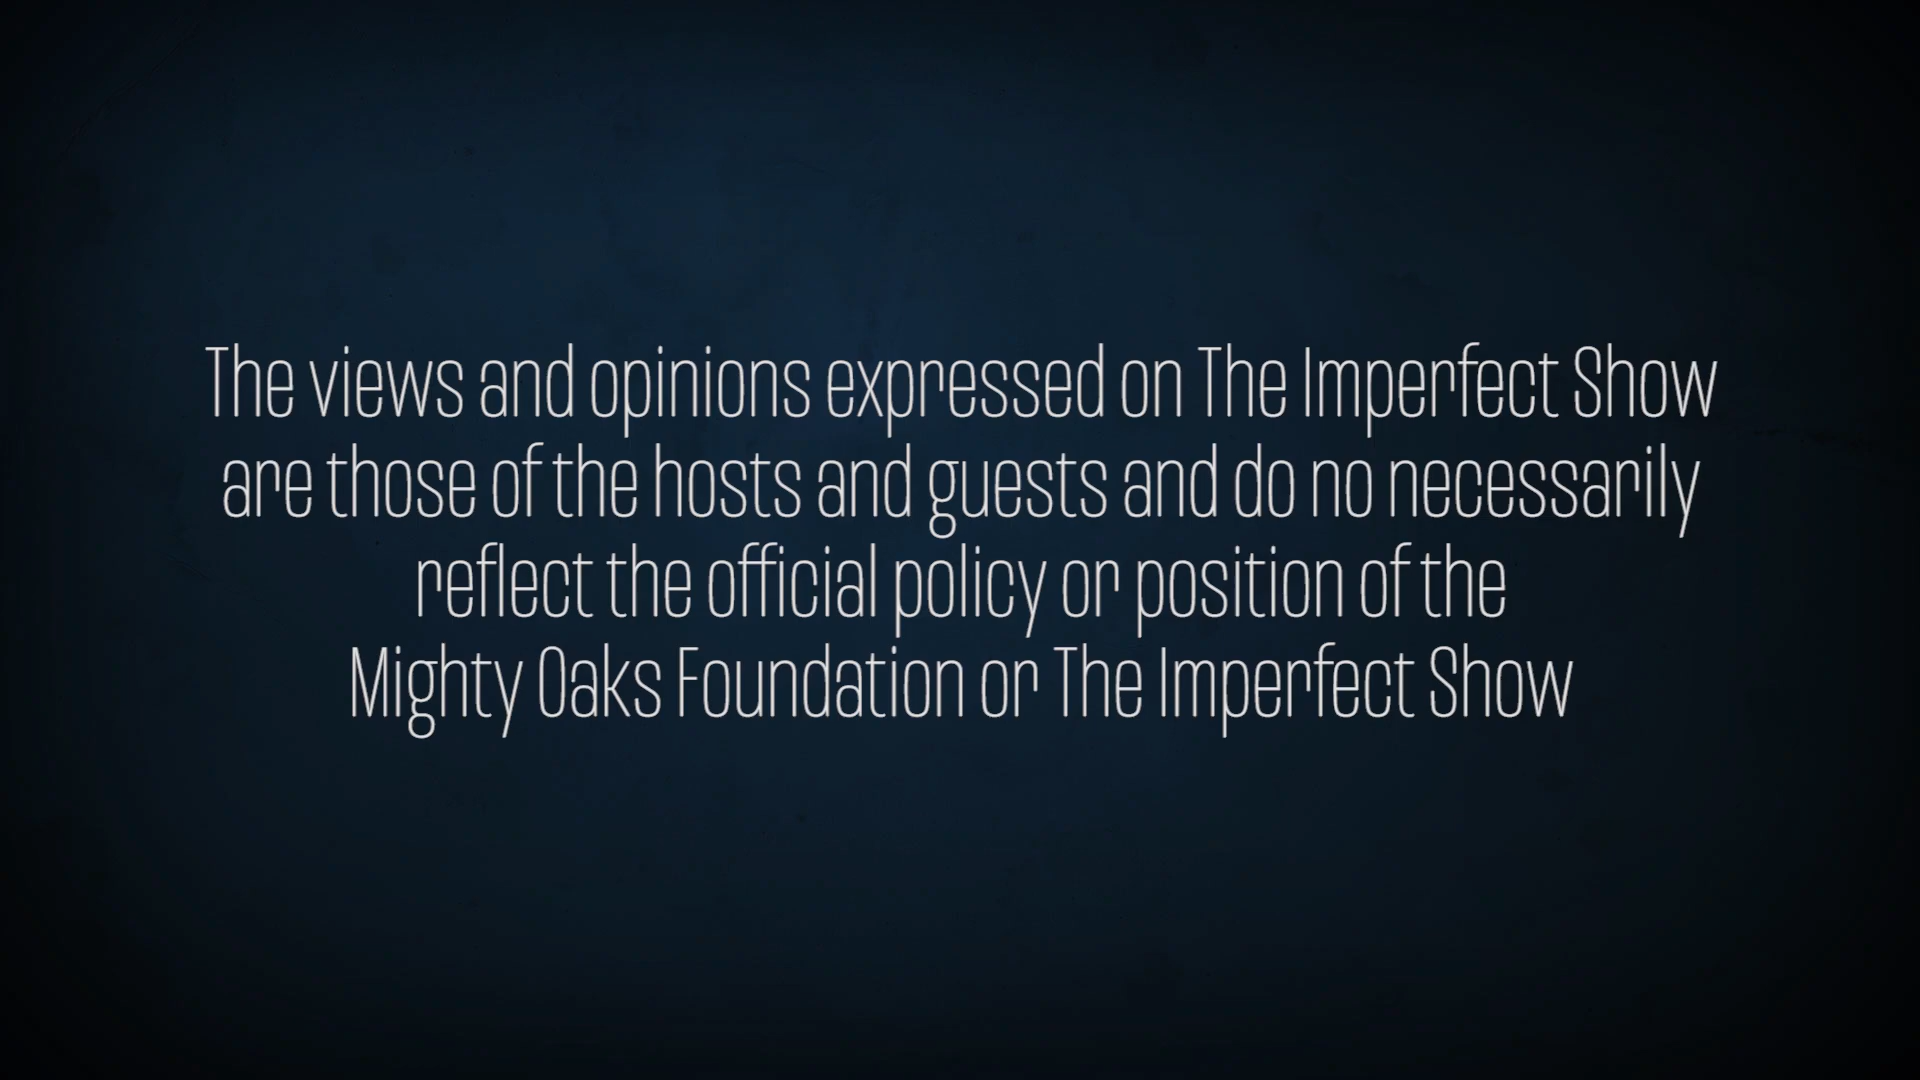 The views and opinions expressed on The Imperfect Show
are those of the hosts and guests and do no necessarily
reflect the official policy or position of the
Mighty Oaks Foundation or The Imperfect Show